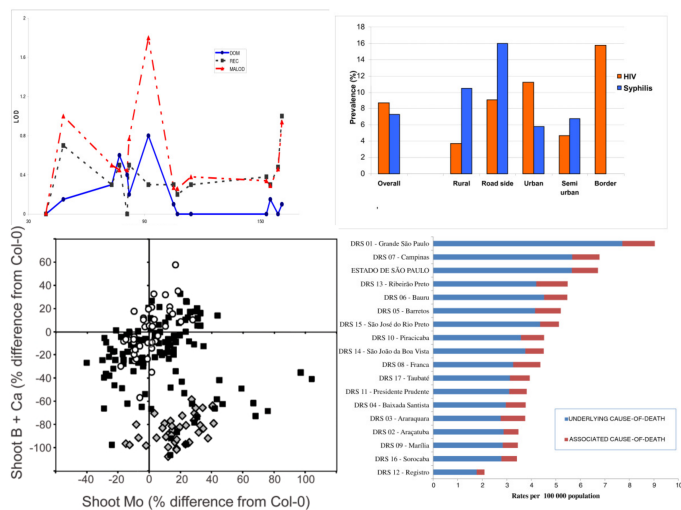 2
1.6
1.2
0.8
0.4
0
LOD
DOM
REC
MALOD
90
100
18
16
14
12
10
8
6
4
2
0
Prevalence (%)
HIV
Syphilis
Overall
Rural
Road side
Urban
Semi
urban
Border
80
60
40
20
0
-20
-40
-60
-80
-100
Shoot B + Ca (% difference from Col-0)
-60 -40 -20 0 20 40 60 80 100
Shoot Mo (% difference from Col-0)
DRS 01 - Grande São Paulo
DRS 07 - Campinas
ESTADO DE SÃO PAULO
DRS 13 - Ribeirão Preto
DRS 06 - Bauru
DRS 05 - Barretos
DRS 15 - São José do Rio Preto
DRS 10 - Piracicaba
DRS 14 - São João da Boa Vista
DRS 08 - Franca
DRS 17 - Taubaté
DRS 11 - Presidente Prudente
DRS 04 - Baixada Santista
DRS 03 - Araraquara
DRS 02 - Araçatuba
DRS 09 - Marília
DRS 16 - Sorocaba
DRS 12 - Registro
UNDERLYING CAUSE-OF-DEATH
ASSOCIATED CAUSE-OF-DEATH
0 1 2 3 4 5 6 7 8 9 10
Rates per 100 000 population